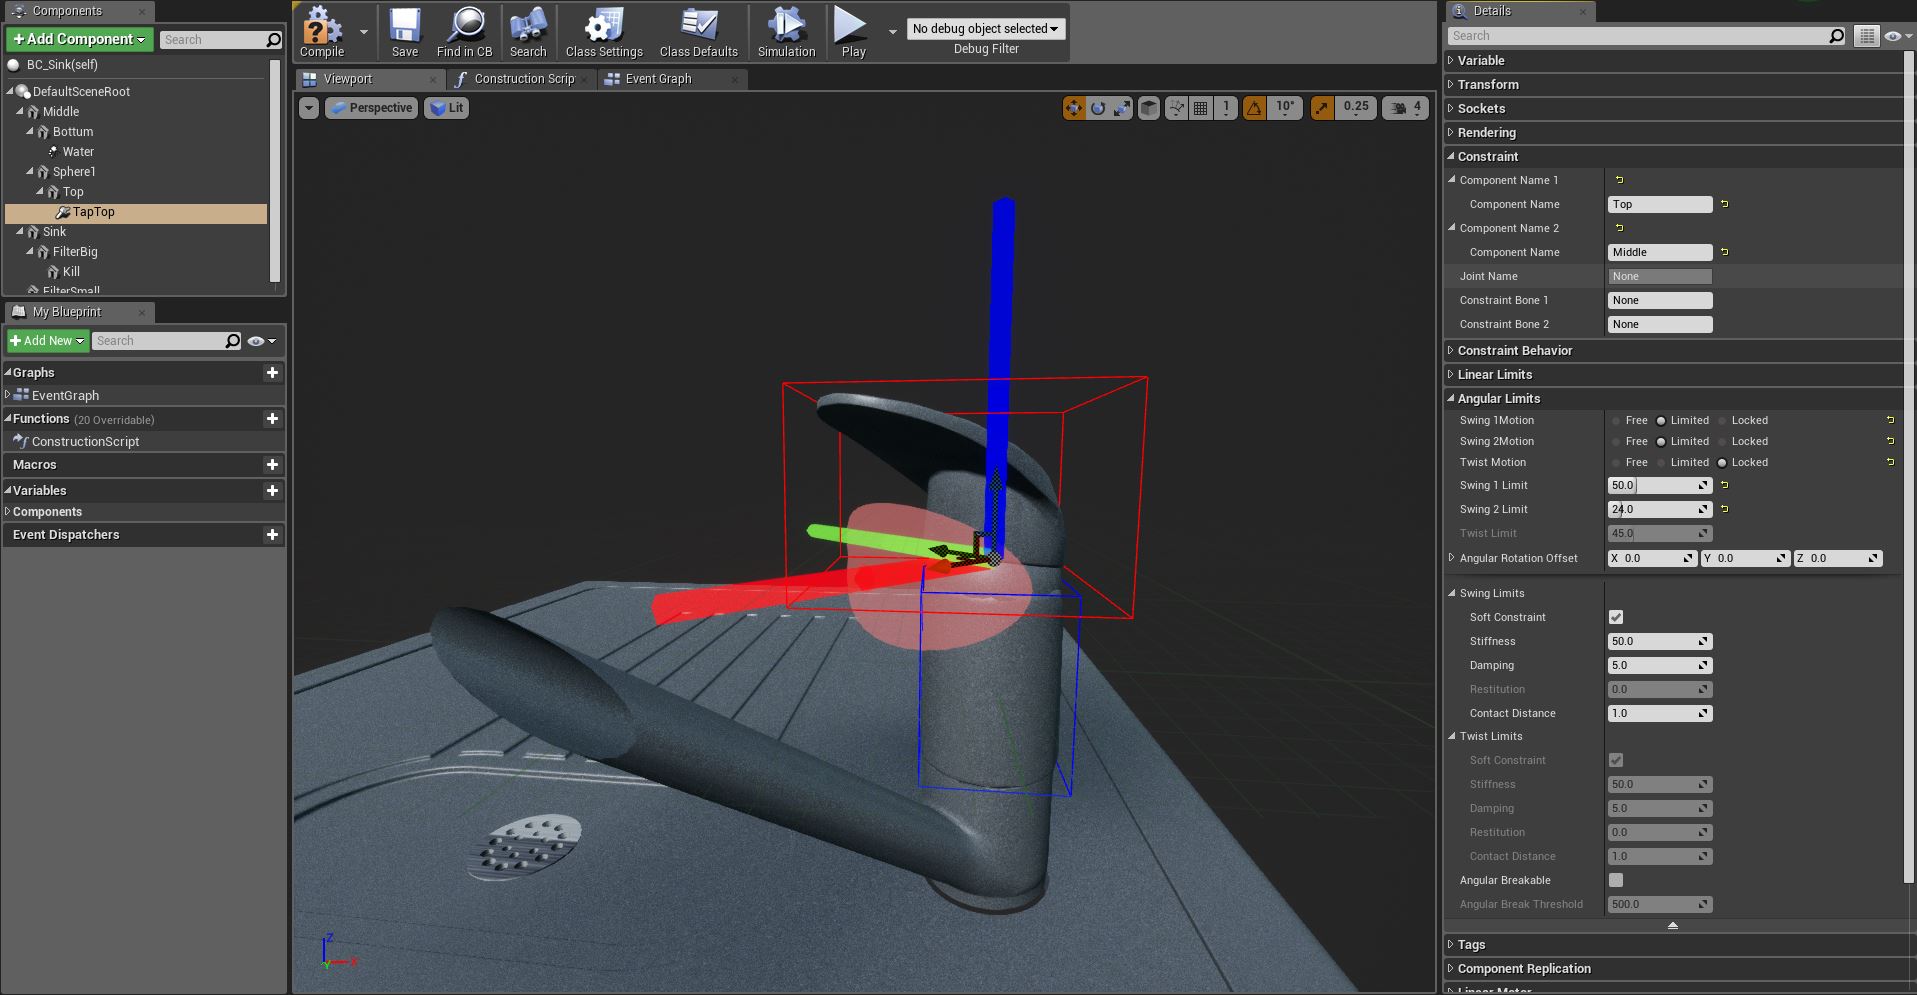 Components
Add Component
Search
BC_Sink(self)
DefaultSceneRoot
Middle
Bottum
Water
Sphere1
Top
TapTop
Sink
FilterBig
Kill
FilterSmall
My Blueprint
Add New
Search
Graphs
EventGraph
Functions (20 Overridable)
ConstructionScript
Macros
Variables
Components
Event Dispatchers
Compile
Save
Find in CB
Search
Class Settings
Class Defaults
Simulation
Play
No debug object selected
Debug Filter
Viewport
Construction Scrip
Event Graph
Perspective
Lit
1
10°
0.25
4
Z
X
Y
Details
Search
Variable
Transform
Sockets
Rendering
Constraint
Component Name 1
Component Name Top
Component Name 2
Component Name Middle
Joint Name None
Constraint Bone 1 None
Constraint Bone 2 None
Constraint Behavior
Linear Limits
Angular Limits
Swing 1Motion Free Limited Locked
Swing 2Motion Free Limited Locked
Twist Motion Free Limited Locked
Swing 1 Limit 50.0
Swing 2 Limit 24.0
Twist Limit 45.0
Angular Rotation Offset X 0.0 Y 0.0 Z 0.0
Swing Limits
Soft Constraint
Stiffness 50.0
Damping 5.0
Restitution 0.0
Contact Distance 1.0
Twist Limits
Soft Constraint
Stiffness 50.0
Damping 5.0
Restitution 0.0
Contact Distance 1.0
Angular Breakable
Angular Break Threshold 500.0
Tags
Component Replication
Linear Motor